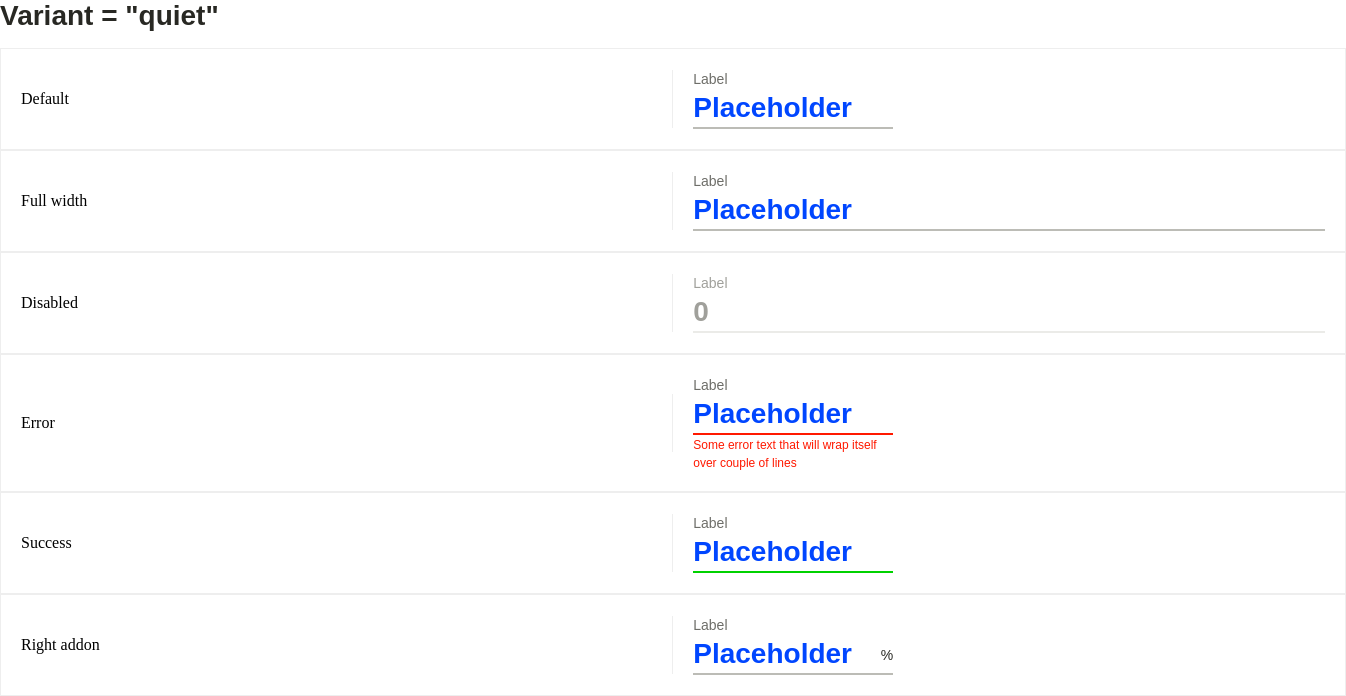 Variant = "quiet"
Default
Label
Placeholder
Full width
Label
Placeholder
Disabled
Label
0
Error
Label
Placeholder
Some error text that will wrap itself
over couple of lines
Success
Label
Placeholder
Right addon
Label
Placeholder %